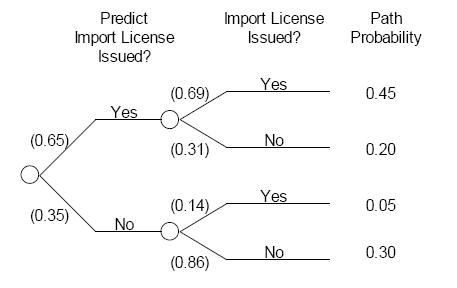 Predict
Import License
Issued?
Import License
Issued?
Path
Probability
(0.69)
Yes
0.45
Yes
(0.65)
(0.31)
No
0.20
(0.14)
Yes
0.05
(0.35)
No
(0.86)
No
0.30